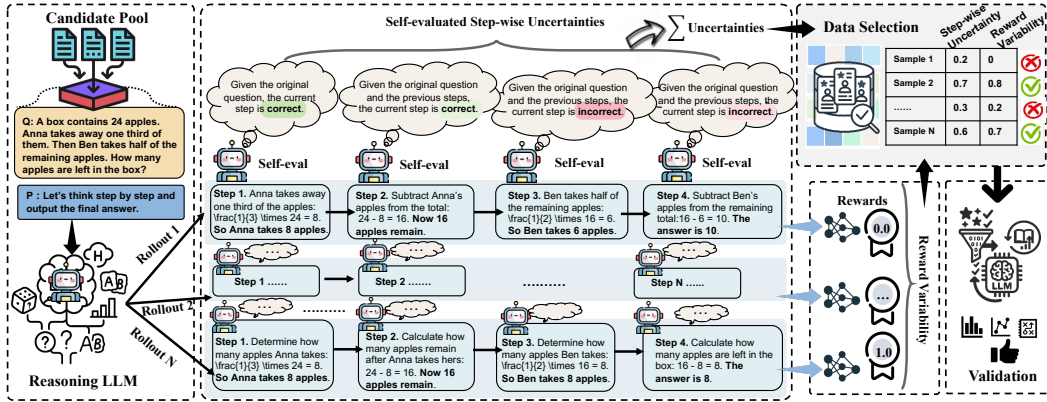 Candidate Pool
Q: A box contains 24 apples.
Anna takes away one third of
them. Then Ben takes half of the
remaining apples. How many
apples are left in the box?
P : Let's think step by step and
output the final answer.
H
A B
? ? A B
Reasoning LLM
Rollout 1
Rollout 2
Rollout N
Self-evaluated Step-wise Uncertainties
∑ Uncertainties
Given the original
question, the current
step is correct.
Given the original question
and the previous steps,
the current step is correct.
Given the original question
and the previous steps, the
current step is incorrect.
Given the original question
and the previous steps, the
current step is incorrect.
Self-eval
Self-eval
Self-eval
Self-eval
Step 1. Anna takes away
one third of the apples:
\frac{1}{3} \times 24 = 8.
So Anna takes 8 apples.
Step 2. Subtract Anna's
apples from the total:
24 - 8 = 16. Now 16
apples remain.
Step 3. Ben takes half of
the remaining apples:
\frac{1}{2} \times 16 = 6.
So Ben takes 6 apples.
Step 4. Subtract Ben's
apples from the remaining
total:16 - 6 = 10. The
answer is 10.
Step 1 ......
Step 2 .......
..........
Step N ......
..........
Step 1. Determine how
many apples Anna takes:
\frac{1}{3} \times 24 = 8.
So Anna takes 8 apples.
Step 2. Calculate how
many apples remain
after Anna takes hers:
24 - 8 = 16. Now 16
apples remain.
Step 3. Determine how
many apples Ben takes:
\frac{1}{2} \times 16 = 8.
So Ben takes 8 apples.
Step 4. Calculate how
many apples are left in the
box: 16 - 8 = 8. The
answer is 8.
Data Selection
Step-wise
Uncertainty
Reward
Variability
Sample 1 0.2 0
Sample 2 0.7 0.8
...... 0.3 0.2
Sample N 0.6 0.7
Rewards
0.0
...
1.0
Reward Variability
LLM
Validation